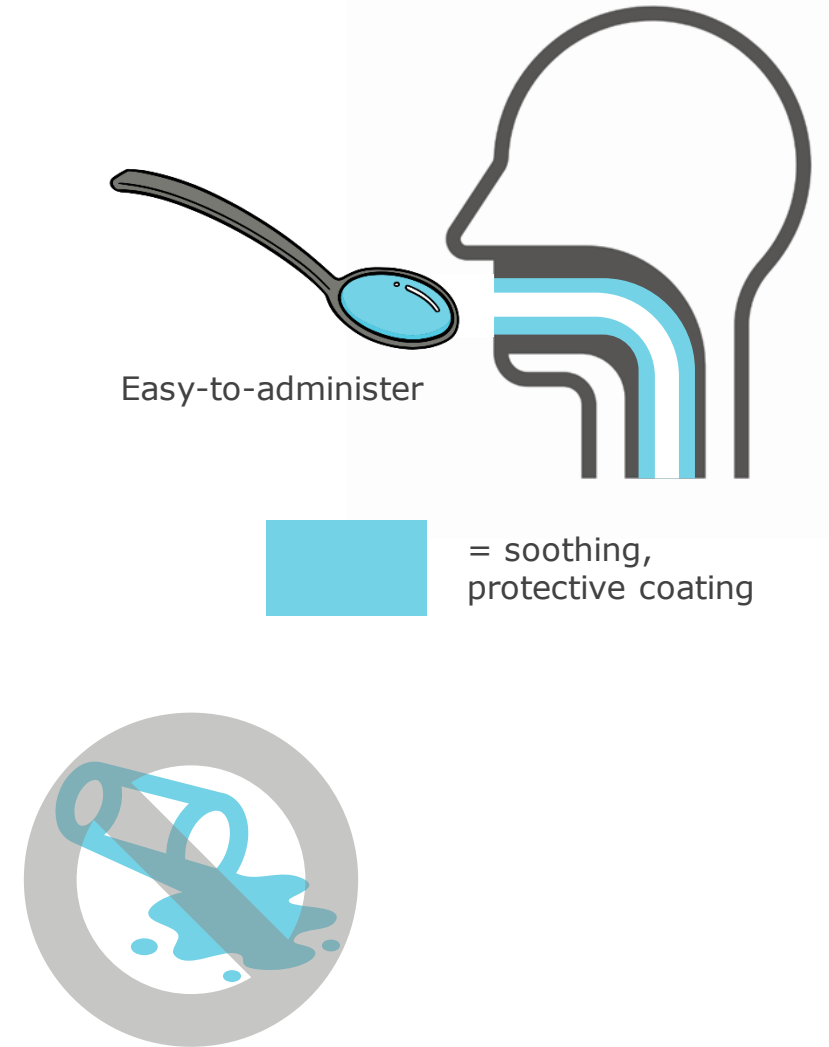 Easy-to-administer
= soothing,
protective coating